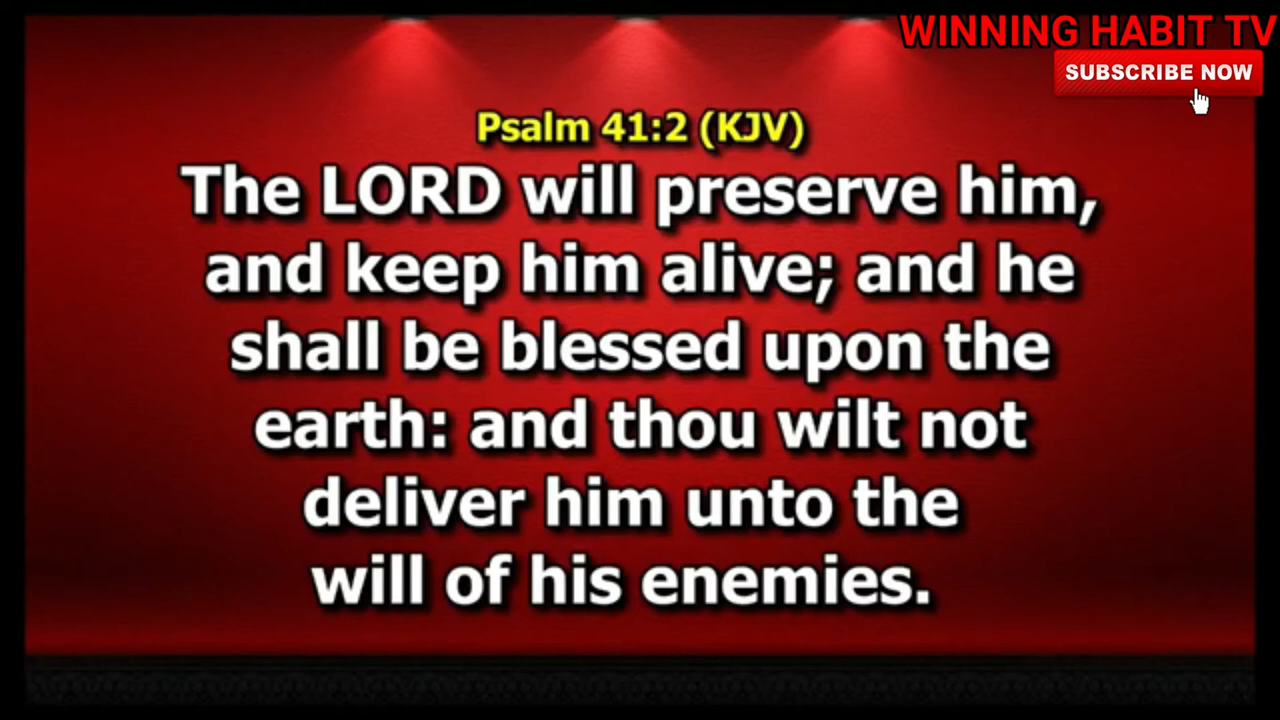 WINNING HABIT TV
SUBSCRIBE NOW
Psalm 41:2 (KJV)
The LORD will preserve him,
and keep him alive; and he
shall be blessed upon the
earth: and thou wilt not
deliver him unto the
will of his enemies.